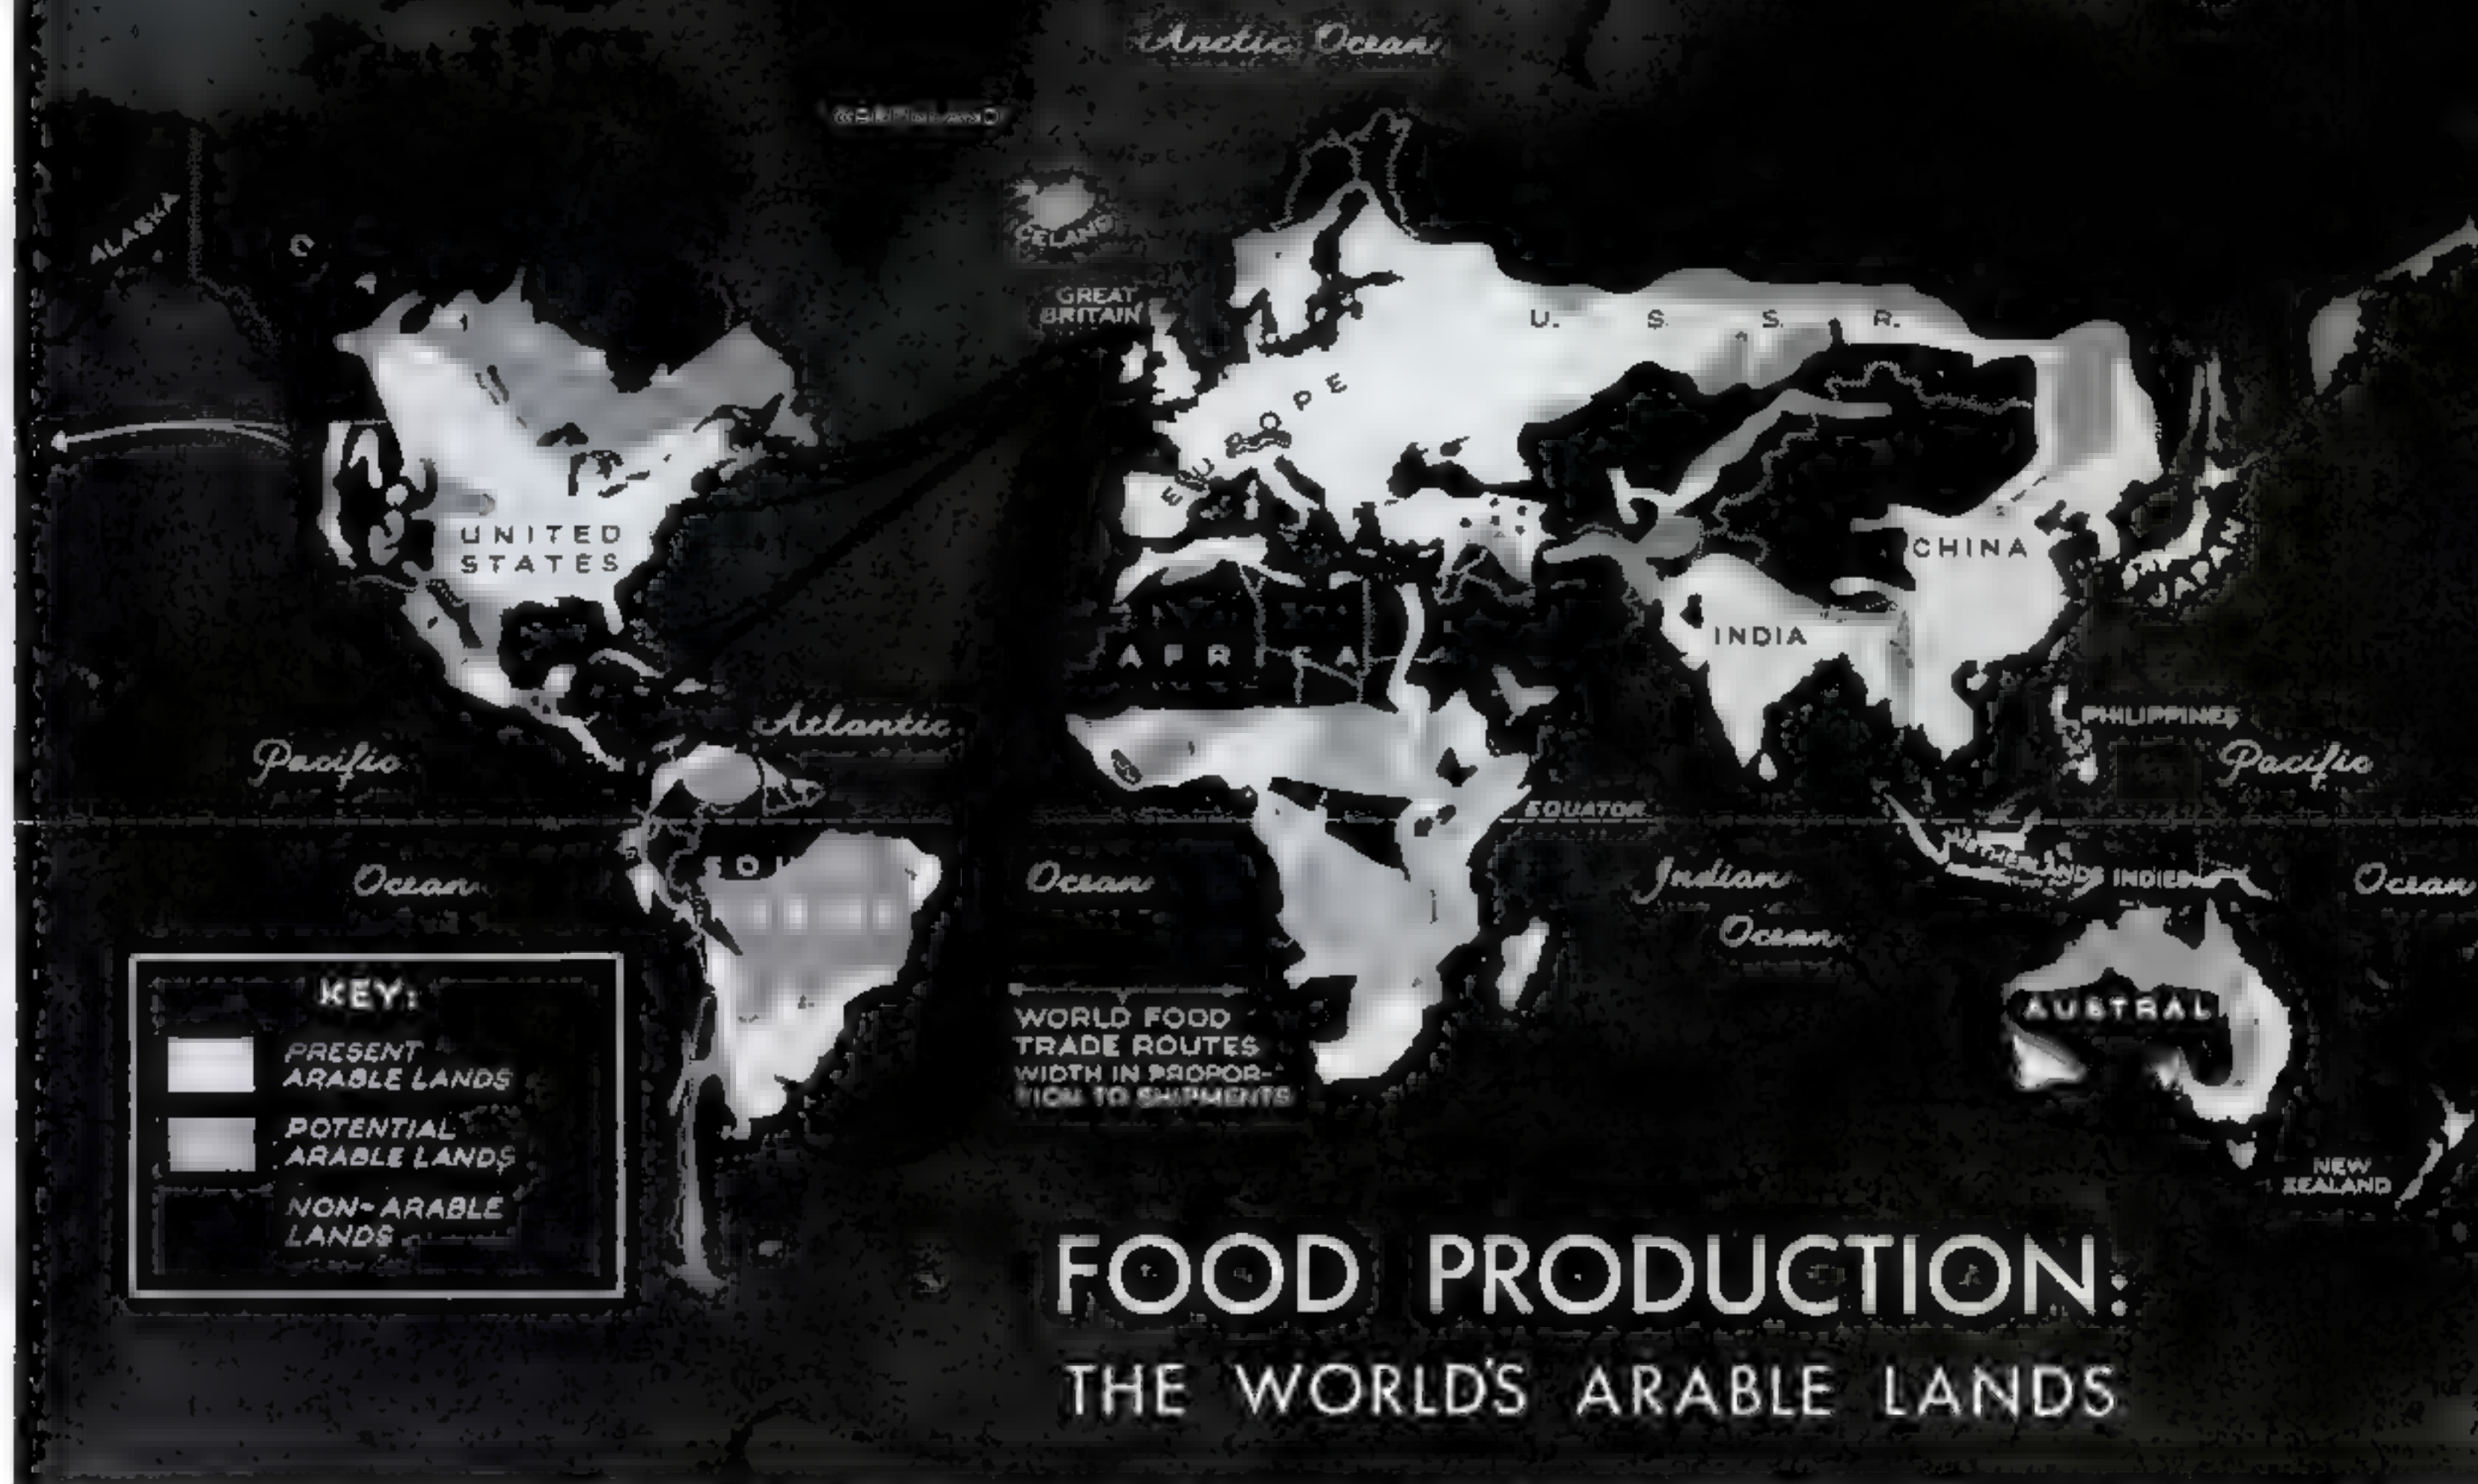 Arctic Ocean
ALASKA
C
ICELAND
GREAT
BRITAIN
U. S. S. R.
EUROPE
UNITED
STATES
CHINA
JAPAN
INDIA
AFRICA
Atlantic
PHILIPPINES
Pacific
Pacific
EQUATOR
NETHERLANDS INDIES
Ocean
Ocean
Indian
Ocean
Ocean
AUSTRAL
KEY:
PRESENT
ARABLE LANDS
POTENTIAL
ARABLE LANDS
NON-ARABLE
LANDS
WORLD FOOD
TRADE ROUTES
WIDTH IN PROPOR-
TION TO SHIPMENTS
NEW
ZEALAND
FOOD PRODUCTION:
THE WORLD'S ARABLE LANDS